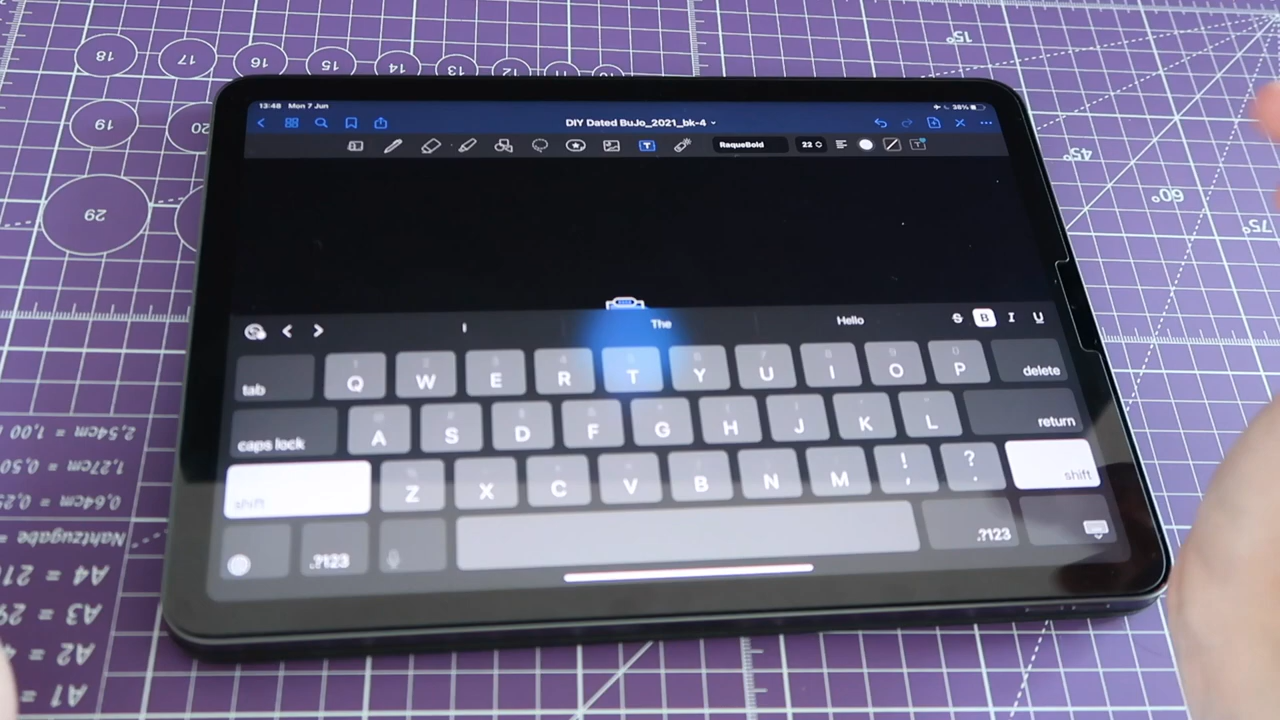 18 17 16 15 14 13 12 11 10
15°
13:48 Mon 7 Jun
38%
DIY Dated BuJo_2021_bk-4
19
20
RaqueBold
22
45°
29
60°
75°
I The Hello
S B I U
tab Q W E R T Y U I O P delete
caps lock A S D F G H J K L return
shift Z X C V B N M ! , ? . shift
.?123 .?123
2,54cm = 1,00
1,27cm = 0,50
0,64cm = 0,25
Nahtzugabe
A4 = 21
A3 = 29
A2 =
A1 =